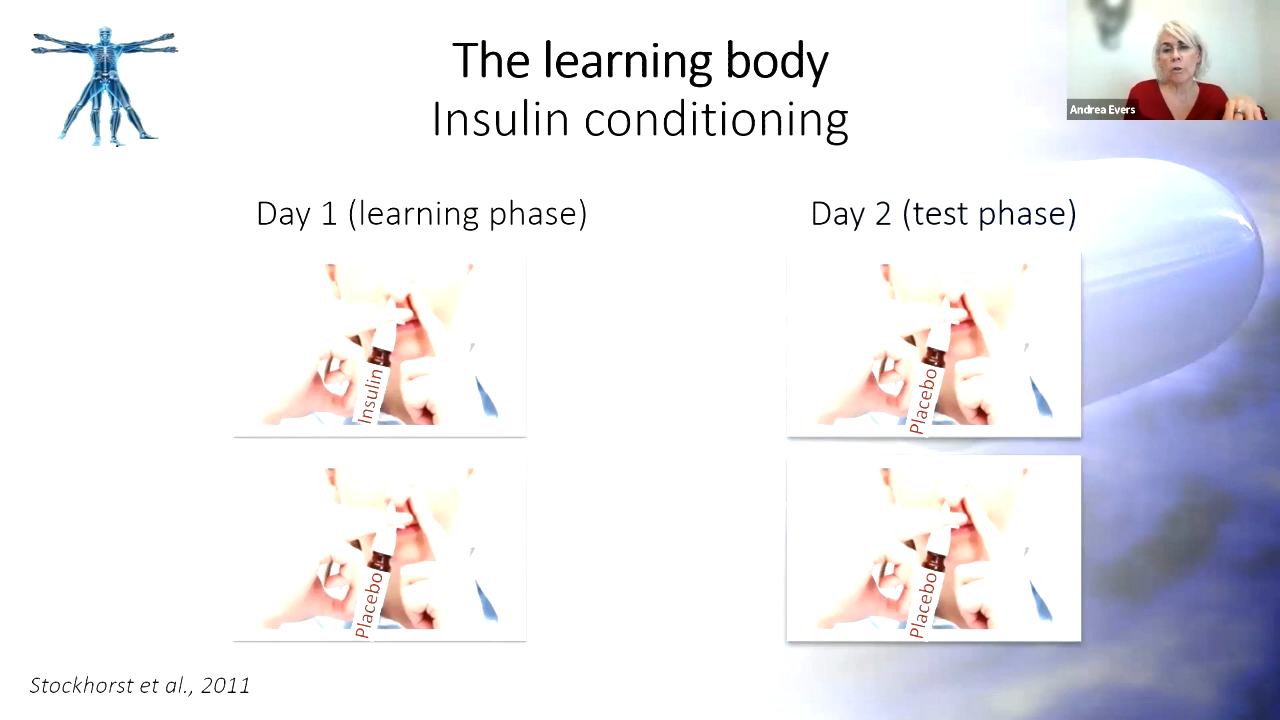 The learning body
Insulin conditioning
Andrea Evers
Day 1 (learning phase)
Day 2 (test phase)
Insulin
Placebo
Placebo
Placebo
Stockhorst et al., 2011